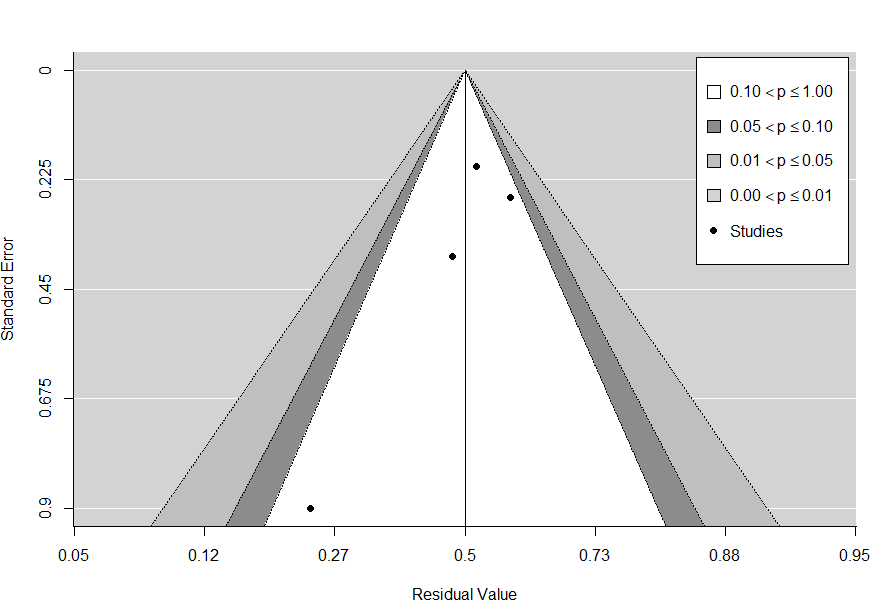 0.10 < p ≤ 1.00
0.05 < p ≤ 0.10
0.01 < p ≤ 0.05
0.00 < p ≤ 0.01
Studies
Standard Error
0
0.225
0.45
0.675
0.9
0.05 0.12 0.27 0.5 0.73 0.88 0.95
Residual Value